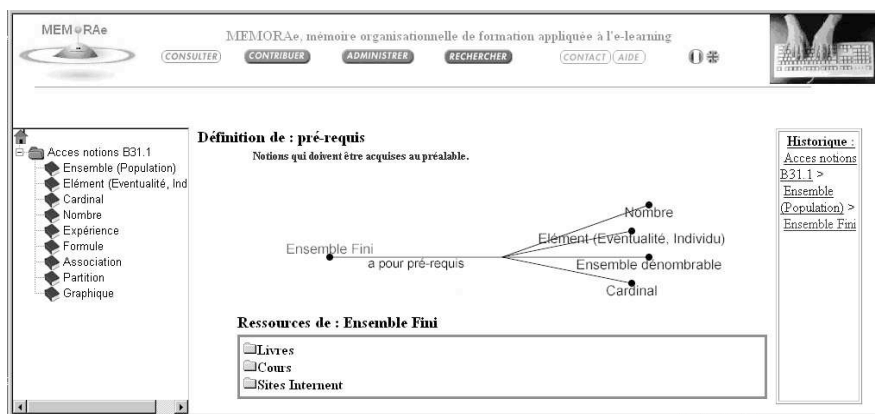 MEMORAe
MEMORAe, mémoire organisationnelle de formation appliquée à l'e-learning
CONSULTER CONTRIBUER ADMINISTRER RECHERCHER CONTACT AIDE
Acces notions B31.1
Ensemble (Population)
Elément (Eventualité, Ind
Cardinal
Nombre
Expérience
Formule
Association
Partition
Graphique
Définition de : pré-requis
Notions qui doivent être acquises au préalable.
Ensemble Fini
a pour pré-requis
Nombre
Elément (Eventualité, Individu)
Ensemble dénombrable
Cardinal
Ressources de : Ensemble Fini
Livres
Cours
Sites Internent
Historique :
Acces notions
B31.1 >
Ensemble
(Population) >
Ensemble Fini